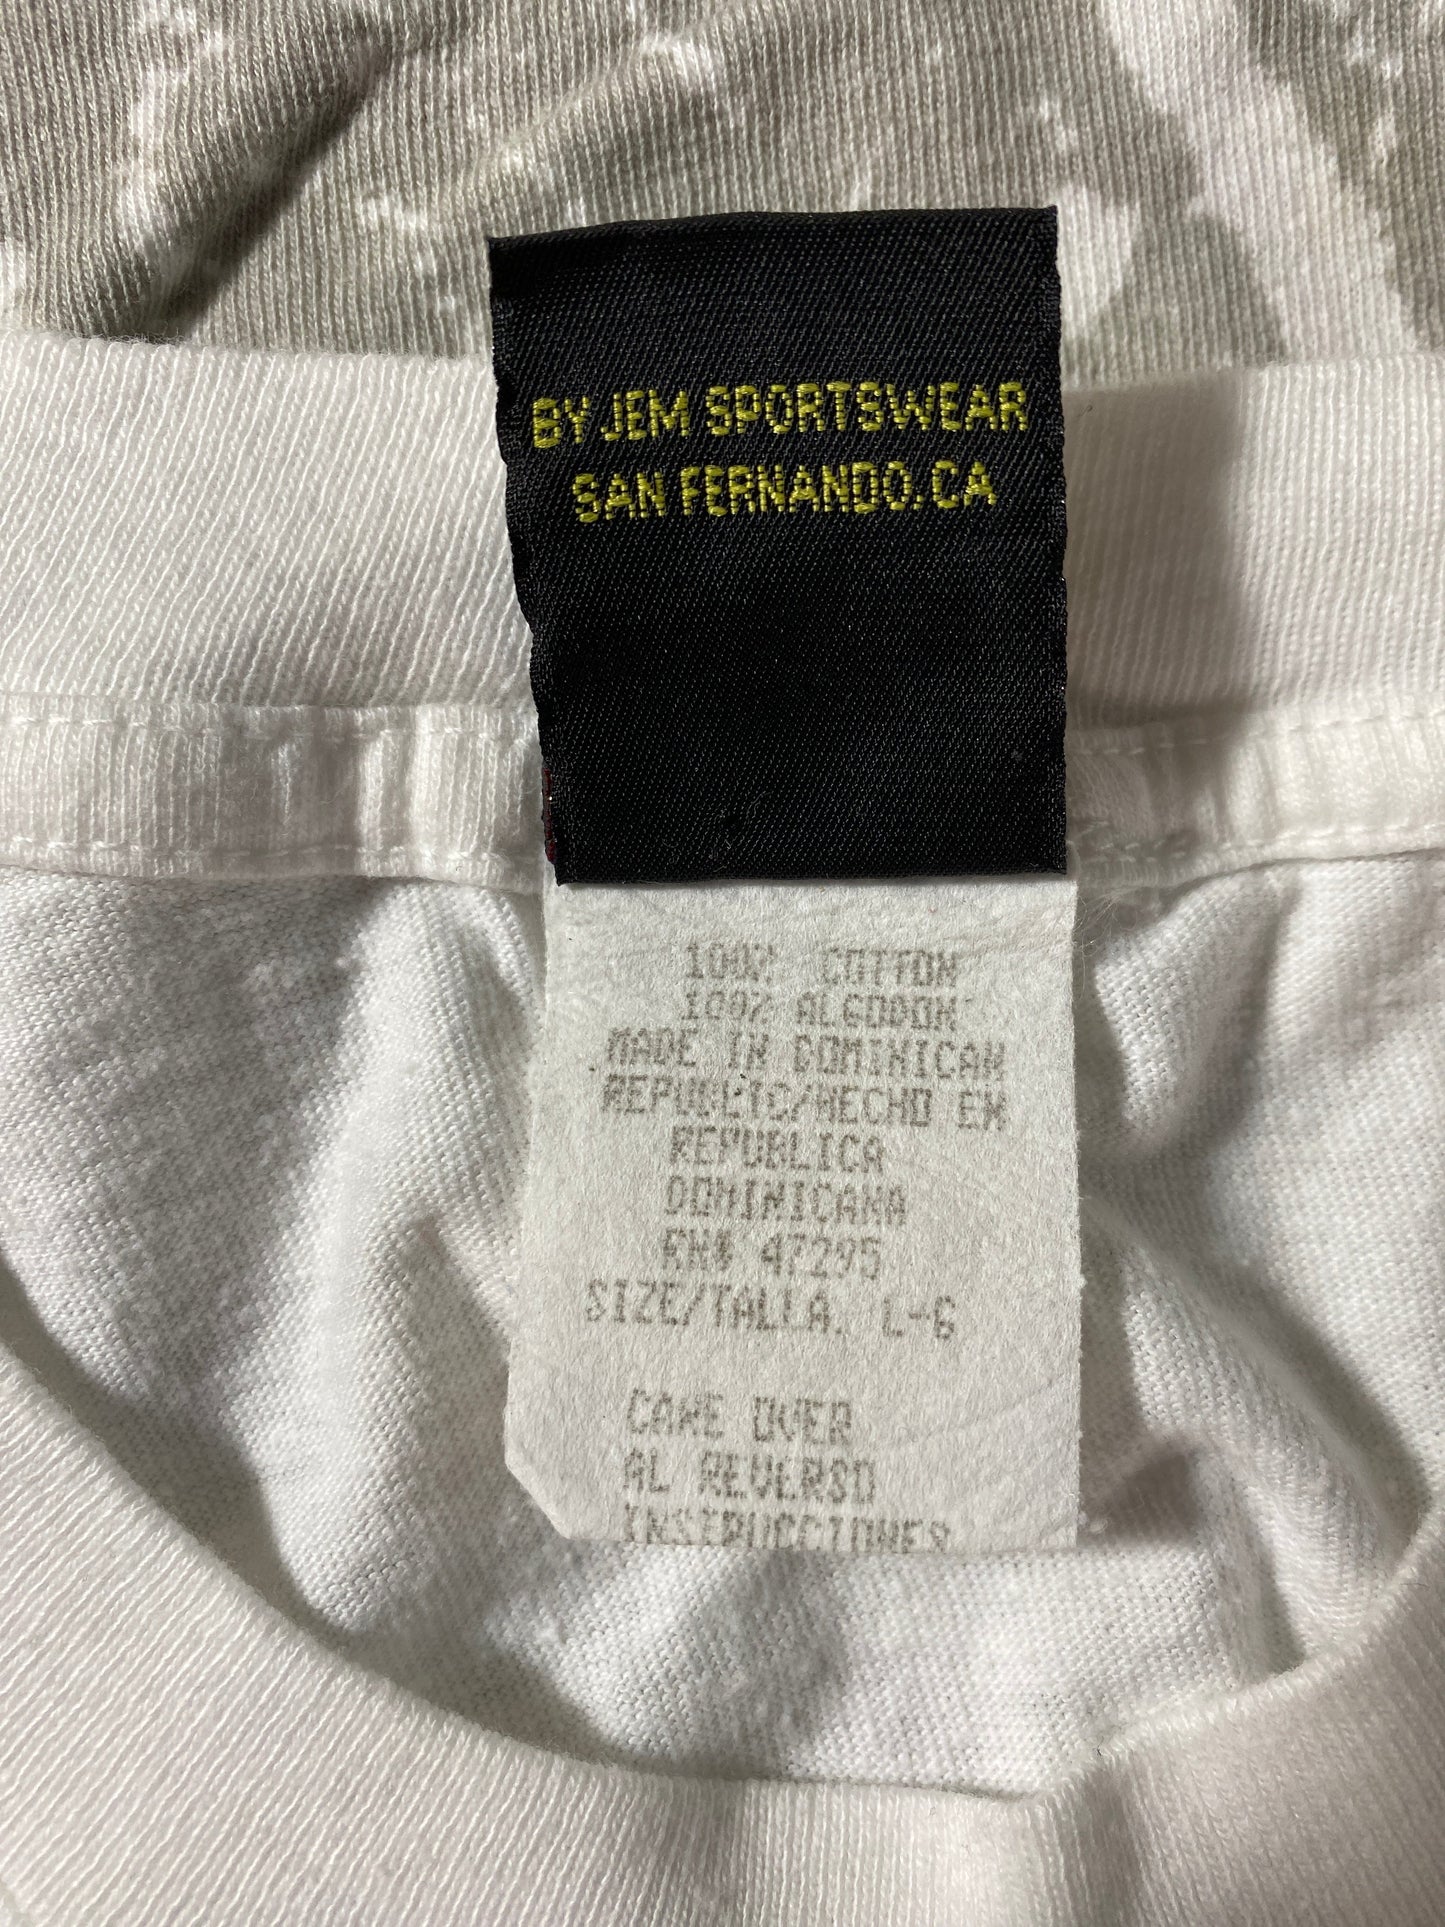 BY JEM SPORTSWEAR
SAN FERNANDO, CA
100% COTTON
100% ALGODON
MADE IN DOMINICAN
REPUBLIC/HECHO EN
REPUBLICA
DOMINICANA
RN# 47295
SIZE/TALLA. L-G
CARE OVER
AL REVERSO
INSTRUCCIONES